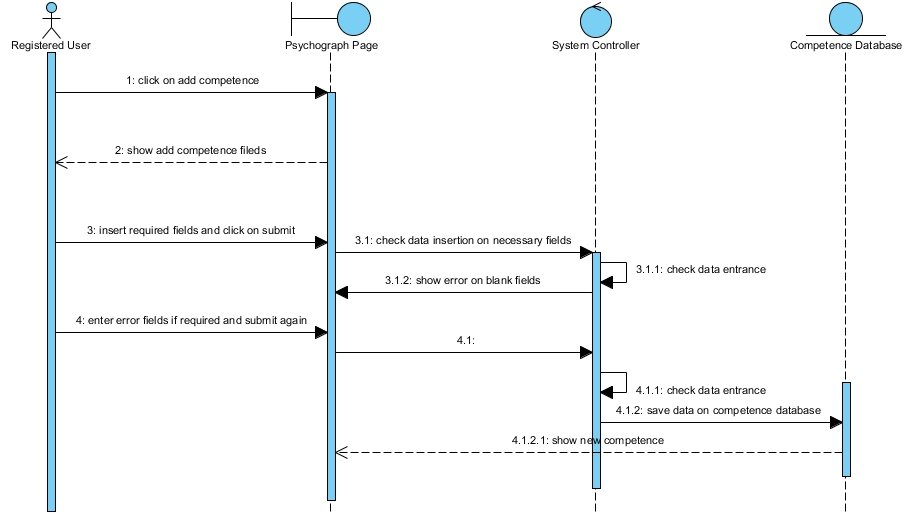 Registered User
Psychograph Page
System Controller
Competence Database
1: click on add competence
2: show add competence fileds
3: insert required fields and click on submit
3.1: check data insertion on necessary fields
3.1.1: check data entrance
3.1.2: show error on blank fields
4: enter error fields if required and submit again
4.1:
4.1.1: check data entrance
4.1.2: save data on competence database
4.1.2.1: show new competence